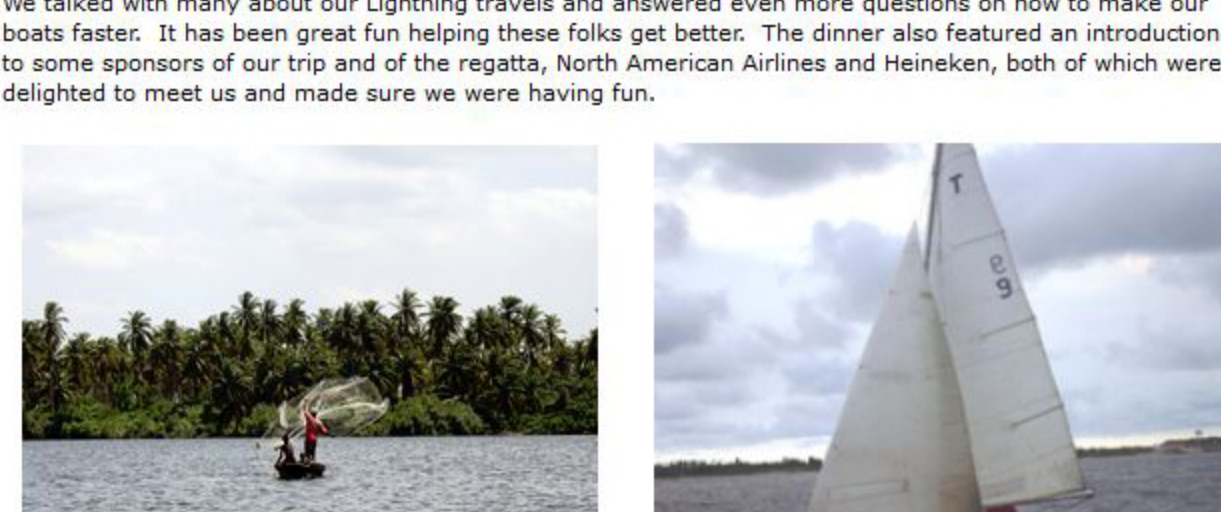 We talked with many about our Lightning travels and answered even more questions on how to make our
boats faster. It has been great fun helping these folks get better. The dinner also featured an introduction
to some sponsors of our trip and of the regatta, North American Airlines and Heineken, both of which were
delighted to meet us and made sure we were having fun.
T
9
9